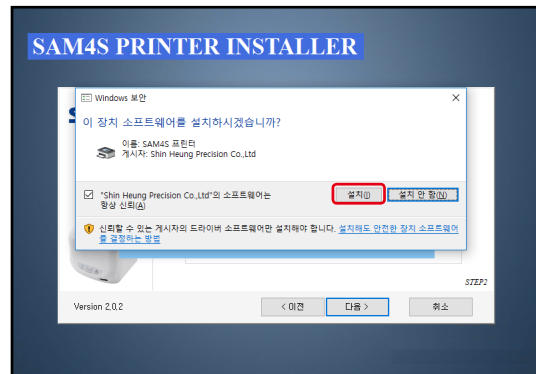 SAM4S PRINTER INSTALLER
Windows 보안
이 장치 소프트웨어를 설치하시겠습니까?
이름: SAM4S 프린터
게시자: Shin Heung Precision Co.,Ltd
"Shin Heung Precision Co.,Ltd"의 소프트웨어는
항상 신뢰(A)
설치(I)
설치 안 함(N)
신뢰할 수 있는 게시자의 드라이버 소프트웨어만 설치해야 합니다. 설치해도 안전한 장치 소프트웨어
를 결정하는 방법
STEP2
Version 2.0.2
< 이전
다음 >
취소